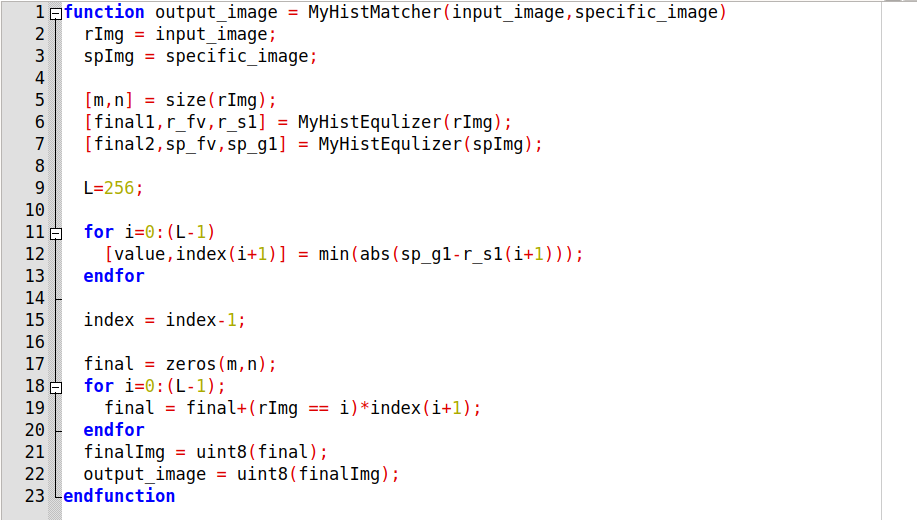 1 function output_image = MyHistMatcher(input_image,specific_image)
2 rImg = input_image;
3 spImg = specific_image;
4
5 [m,n] = size(rImg);
6 [final1,r_fv,r_s1] = MyHistEqulizer(rImg);
7 [final2,sp_fv,sp_g1] = MyHistEqulizer(spImg);
8
9 L=256;
10
11 for i=0:(L-1)
12 [value,index(i+1)] = min(abs(sp_g1-r_s1(i+1)));
13 endfor
14
15 index = index-1;
16
17 final = zeros(m,n);
18 for i=0:(L-1);
19 final = final+(rImg == i)*index(i+1);
20 endfor
21 finalImg = uint8(final);
22 output_image = uint8(finalImg);
23 endfunction